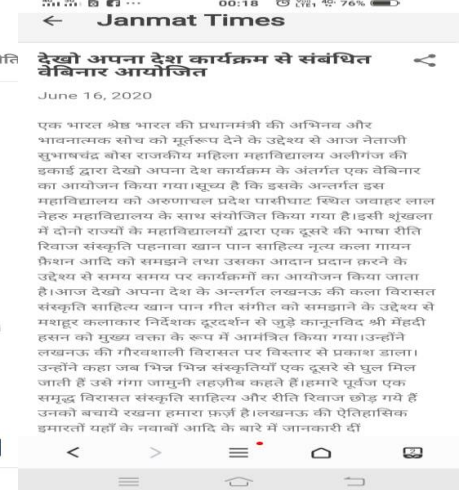 00:18 76%
← Janmat Times
देखो अपना देश कार्यक्रम से संबंधित
वेबिनार आयोजित
June 16, 2020
एक भारत श्रेष्ठ भारत की प्रधानमंत्री की अभिनव और
भावनात्मक सोच को मूर्तरूप देने के उद्देश्य से आज नेताजी
सुभाषचंद्र बोस राजकीय महिला महाविद्यालय अलीगंज की
इकाई द्वारा देखो अपना देश कार्यक्रम के अंतर्गत एक वेबिनार
का आयोजन किया गया।सूच्य है कि इसके अन्तर्गत इस
महाविद्यालय को अरुणाचल प्रदेश पासीघाट स्थित जवाहर लाल
नेहरु महाविद्यालय के साथ संयोजित किया गया है।इसी शृंखला
में दोनो राज्यों के महाविद्यालयों द्वारा एक दूसरे की भाषा रीति
रिवाज संस्कृति पहनावा खान पान साहित्य नृत्य कला गायन
फ़ैशन आदि को समझने तथा उसका आदान प्रदान क़रने के
उद्देश्य से समय समय पर कार्यक्रमों का आयोजन किया जाता
है।आज देखो अपना देश के अन्तर्गत लखनऊ की कला विरासत
संस्कृति साहित्य खान पान गीत संगीत को समझाने के उद्देश्य से
मशहूर कलाकार निर्देशक दूरदर्शन से जुड़े कानूनविद श्री मेंहदी
हसन को मुख्य वक्ता के रूप में आमंत्रित किया गया।उन्होंने
लखनऊ की गौरवशाली विरासत पर विस्तार से प्रकाश डाला।
उन्होंने कहा जब भिन्न भिन्न संस्कृतियाँ एक दूसरे से घुल मिल
जाती हैं उसे गंगा जामुनी तहज़ीब कहते हैं।हमारे पूर्वज एक
समृद्ध विरासत संस्कृति साहित्य और रीति रिवाज छोड़ गये हैं
उनको बचाये रखना हमारा फ़र्ज़ है।लखनऊ की ऐतिहासिक
इमारतों यहाँ के नवाबों आदि के बारे में जानकारी दीं